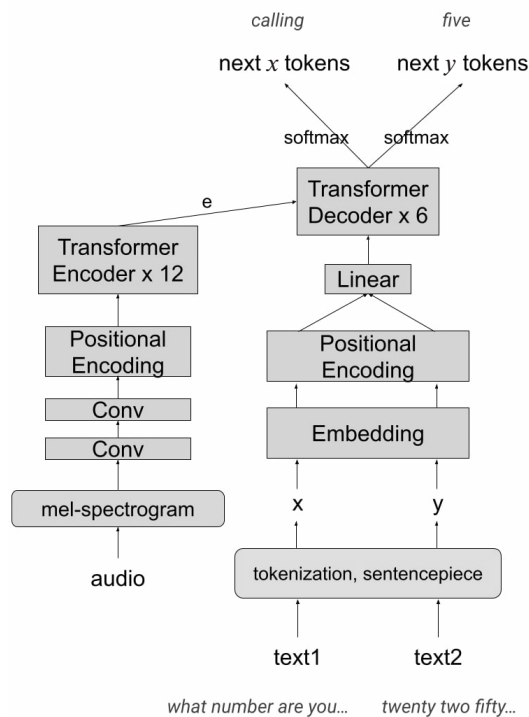 calling five
next x tokens next y tokens
softmax softmax
Transformer
Decoder x 6
e
Transformer
Encoder x 12
Linear
Positional
Encoding
Positional
Encoding
Conv
Embedding
Conv
mel-spectrogram
x y
audio
tokenization, sentencepiece
text1 text2
what number are you... twenty two fifty...